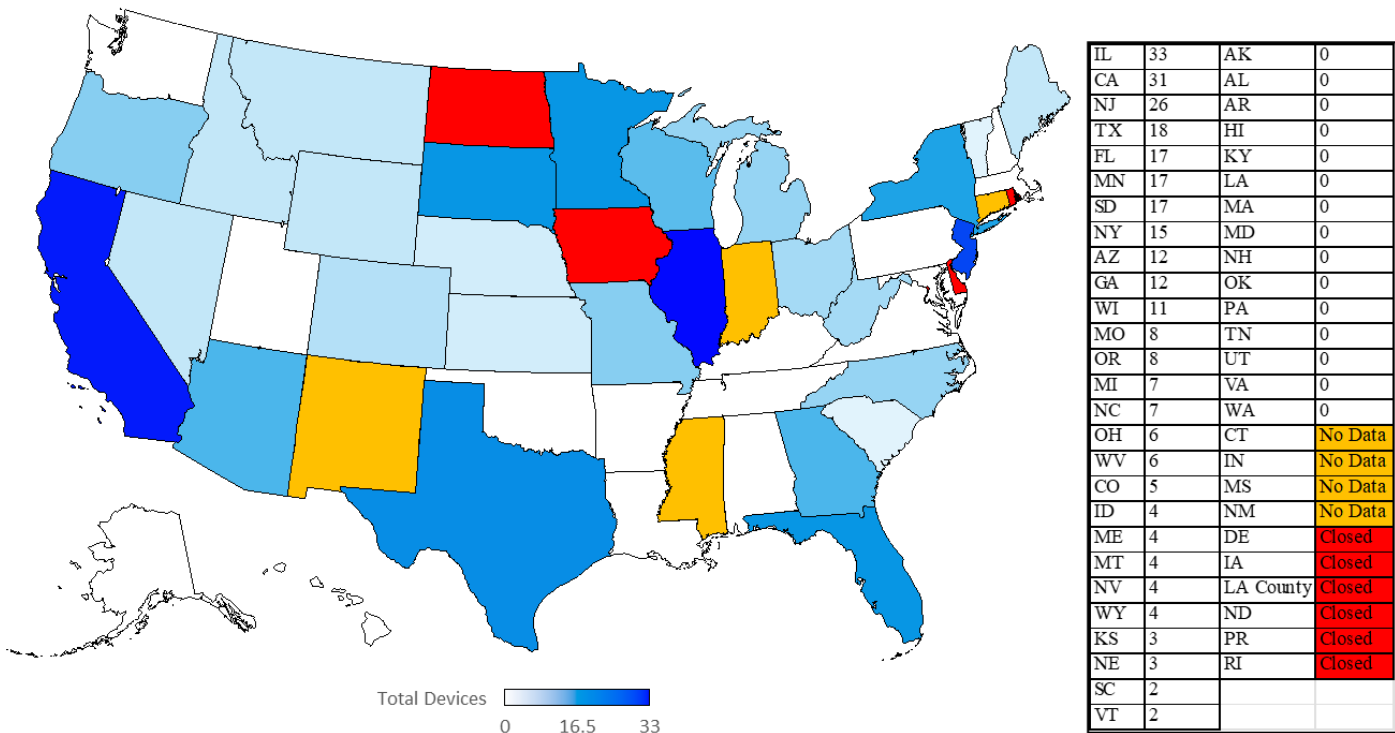 IL 33 AK 0
CA 31 AL 0
NJ 26 AR 0
TX 18 HI 0
FL 17 KY 0
MN 17 LA 0
SD 17 MA 0
NY 15 MD 0
AZ 12 NH 0
GA 12 OK 0
WI 11 PA 0
MO 8 TN 0
OR 8 UT 0
MI 7 VA 0
NC 7 WA 0
OH 6 CT No Data
WV 6 IN No Data
CO 5 MS No Data
ID 4 NM No Data
ME 4 DE Closed
MT 4 IA Closed
NV 4 LA County Closed
WY 4 ND Closed
KS 3 PR Closed
NE 3 RI Closed
SC 2
VT 2
Total Devices
0 16.5 33